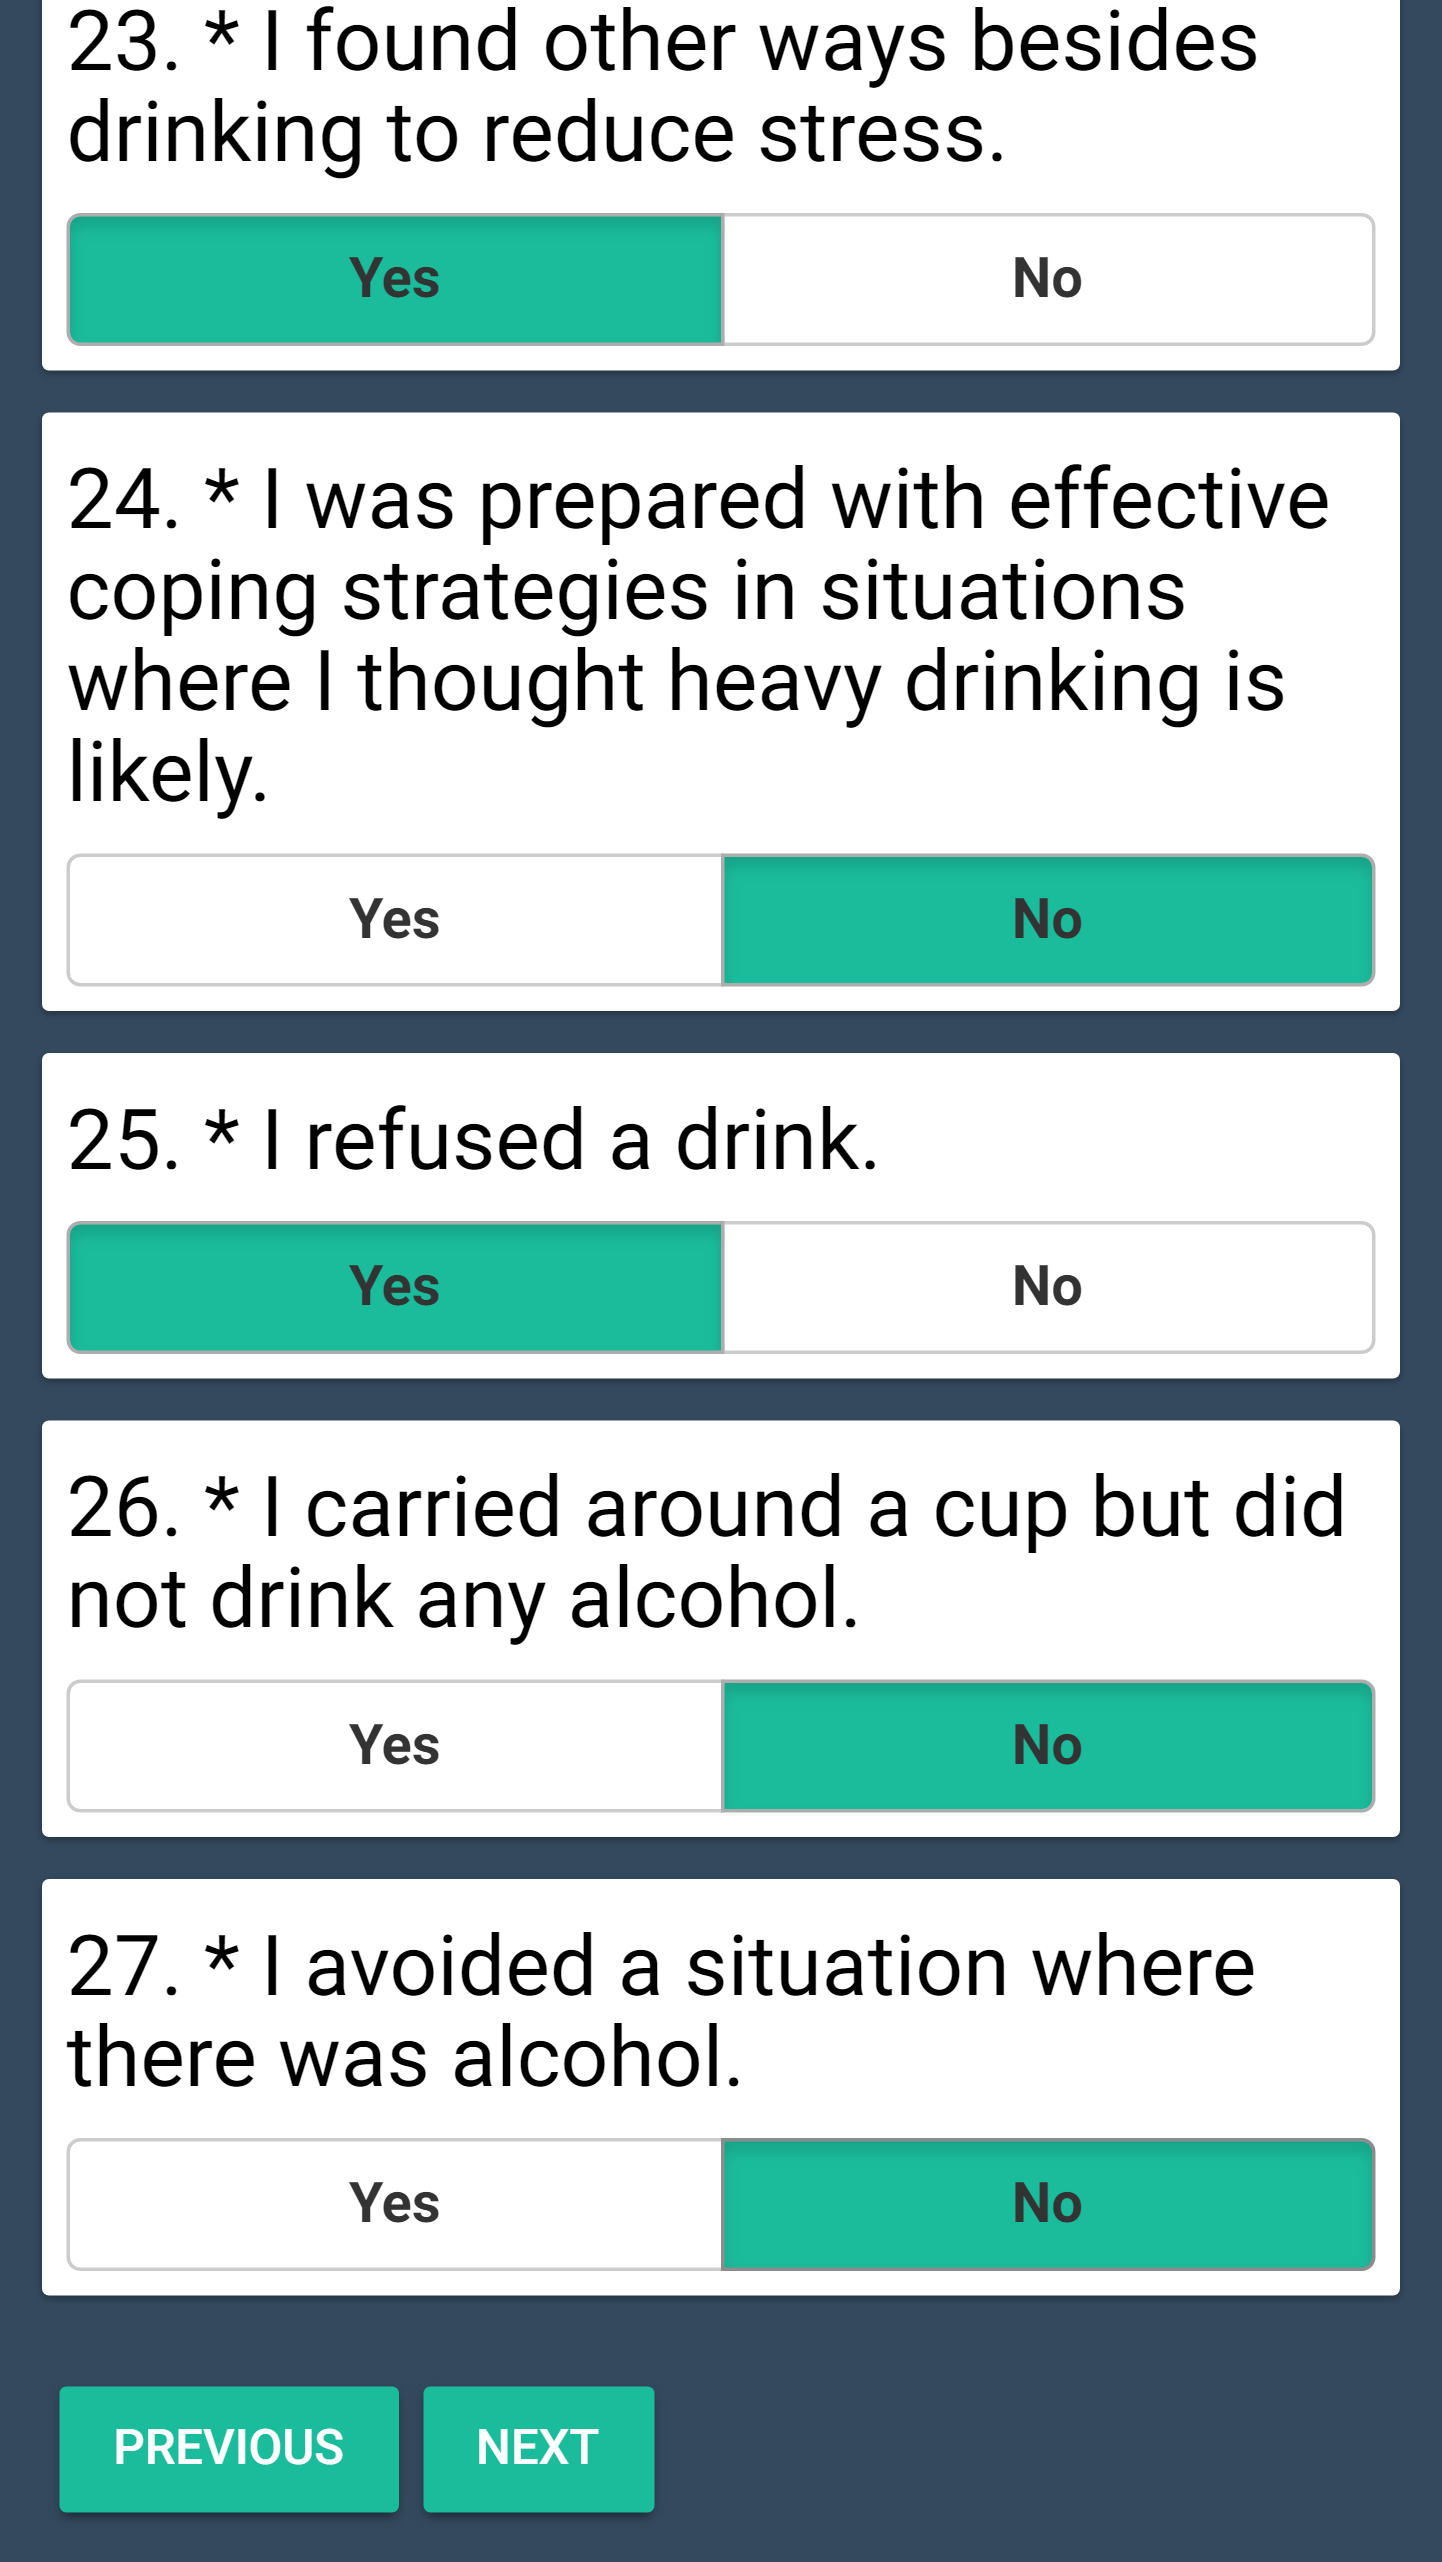 23. * I found other ways besides
drinking to reduce stress.
Yes
No
24. * I was prepared with effective
coping strategies in situations
where I thought heavy drinking is
likely.
Yes
No
25. * I refused a drink.
Yes
No
26. * I carried around a cup but did
not drink any alcohol.
Yes
No
27. * I avoided a situation where
there was alcohol.
Yes
No
PREVIOUS
NEXT